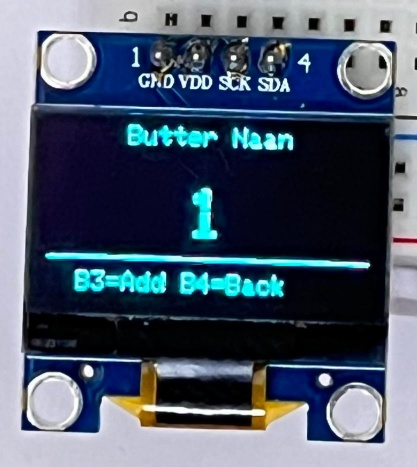 b
1 GND VDD SCK SDA 4
Butter Naan
1
B3=Add B4=Back